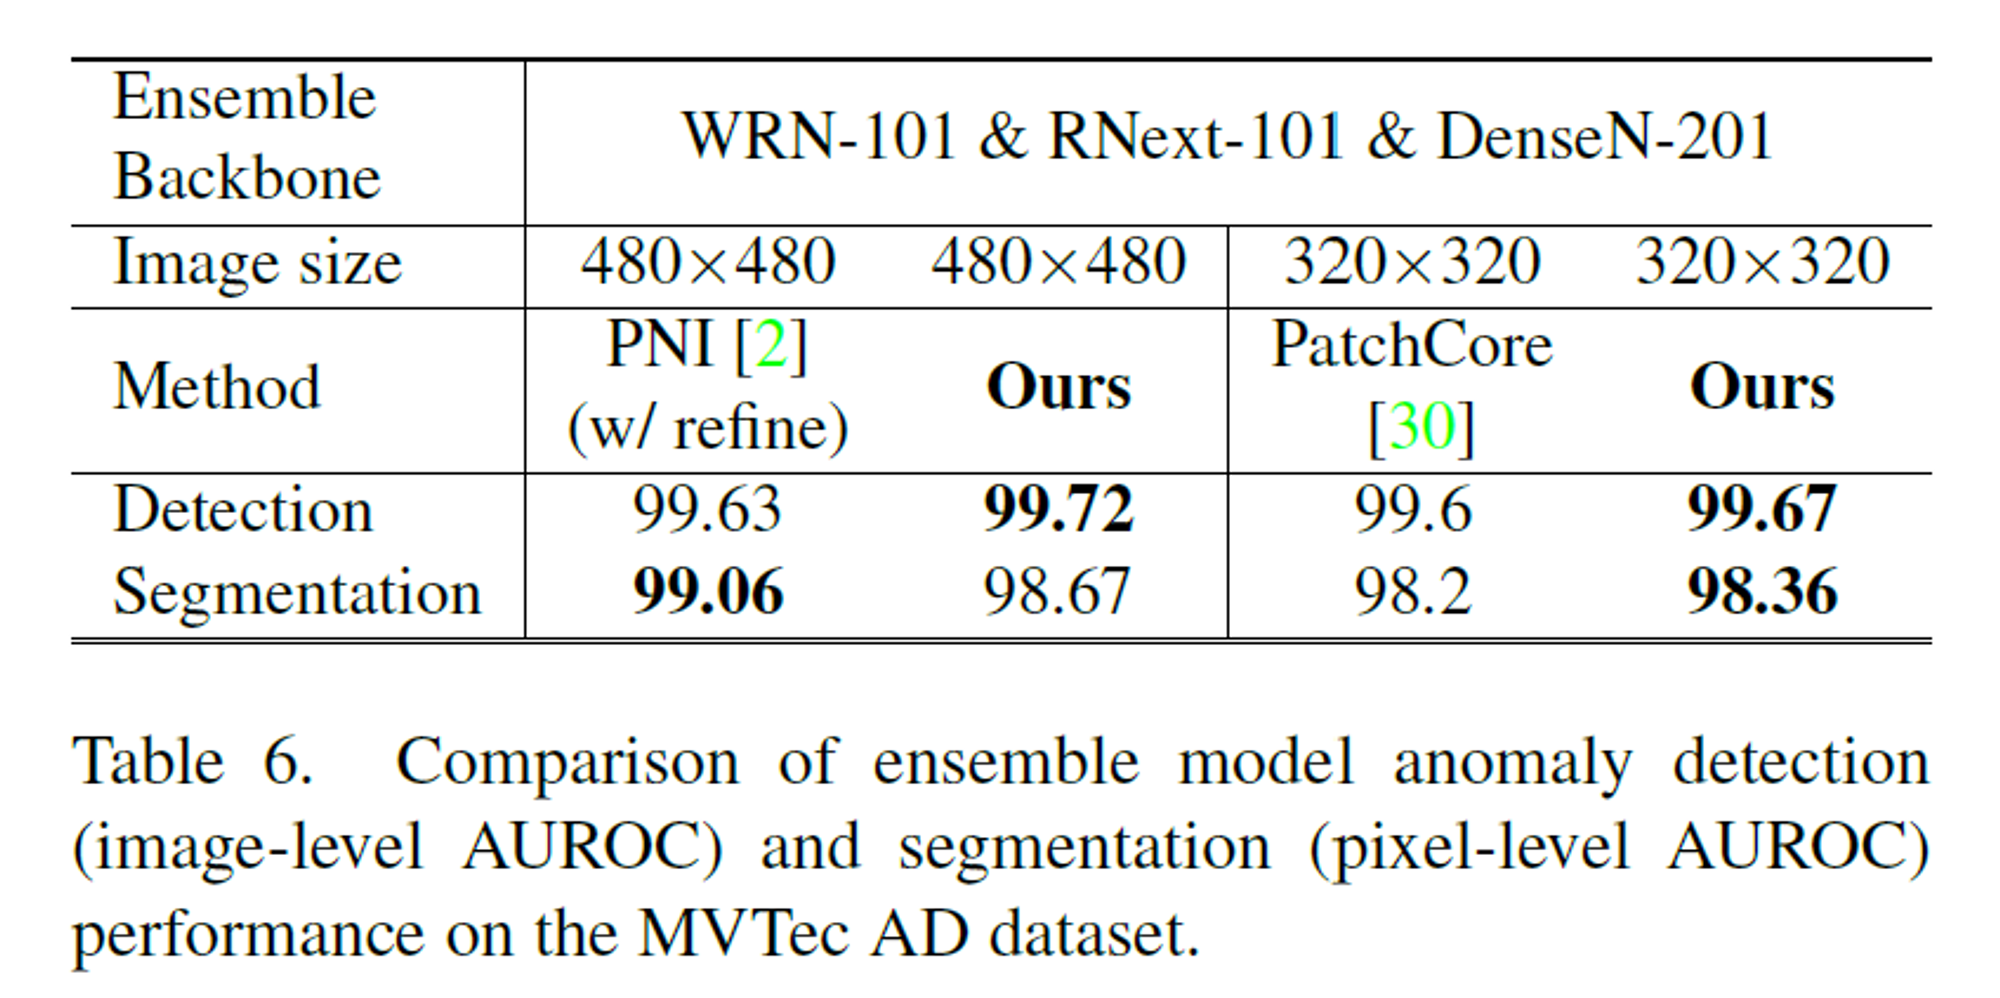 Ensemble
Backbone
WRN-101 & RNext-101 & DenseN-201
Image size 480×480 480×480 320×320 320×320
Method PNI [2] (w/ refine) Ours PatchCore [30] Ours
Detection 99.63 99.72 99.6 99.67
Segmentation 99.06 98.67 98.2 98.36
Table 6. Comparison of ensemble model anomaly detection
(image-level AUROC) and segmentation (pixel-level AUROC)
performance on the MVTec AD dataset.